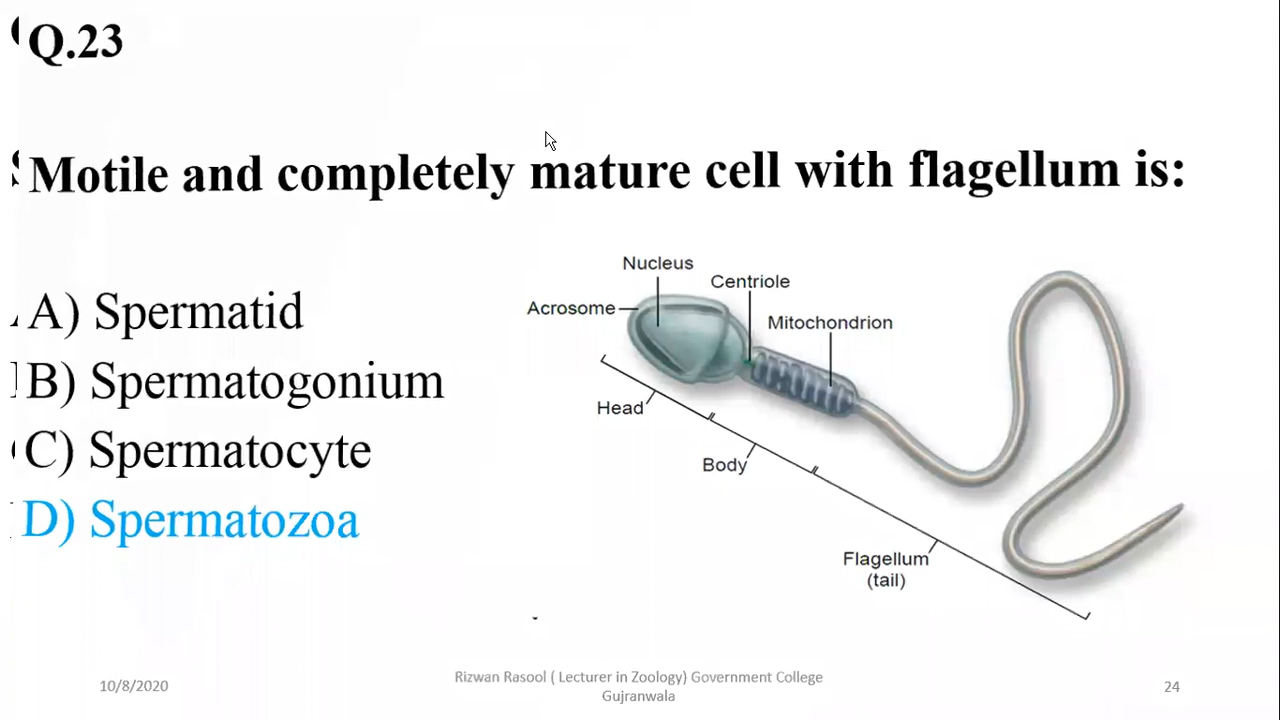 Q.23
Motile and completely mature cell with flagellum is:
Nucleus
Centriole
Acrosome
Mitochondrion
A) Spermatid
B) Spermatogonium
Head
C) Spermatocyte
Body
D) Spermatozoa
Flagellum
(tail)
10/8/2020
Rizwan Rasool ( Lecturer in Zoology) Government College
Gujranwala
24